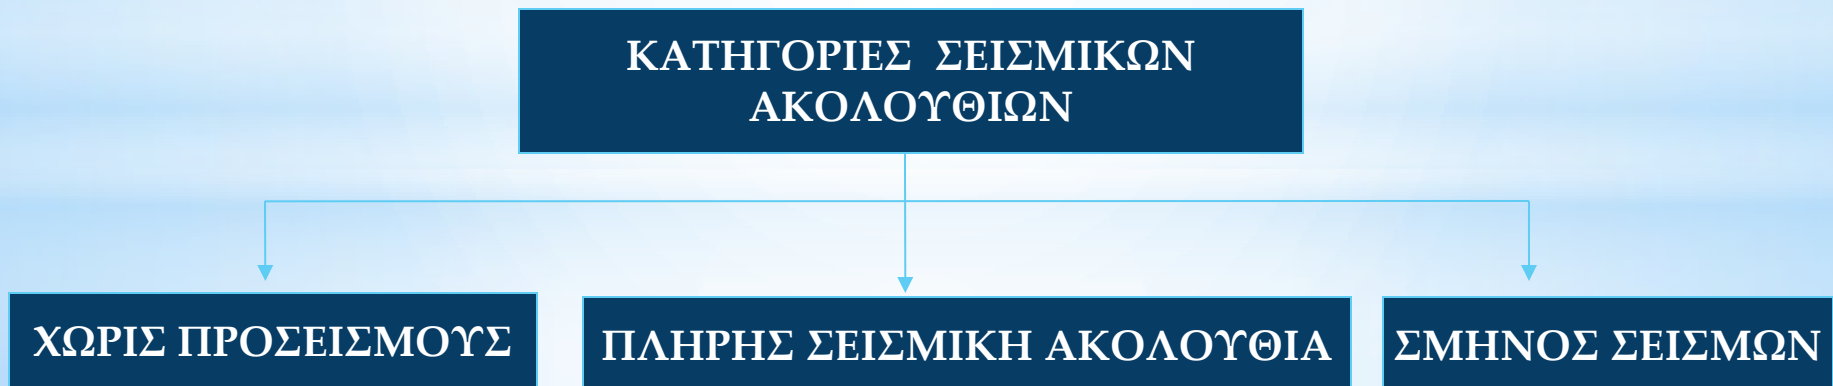 ΚΑΤΗΓΟΡΙΕΣ ΣΕΙΣΜΙΚΩΝ
ΑΚΟΛΟΥΘΙΩΝ
ΧΩΡΙΣ ΠΡΟΣΕΙΣΜΟΥΣ
ΠΛΗΡΗΣ ΣΕΙΣΜΙΚΗ ΑΚΟΛΟΥΘΙΑ
ΣΜΗΝΟΣ ΣΕΙΣΜΩΝ